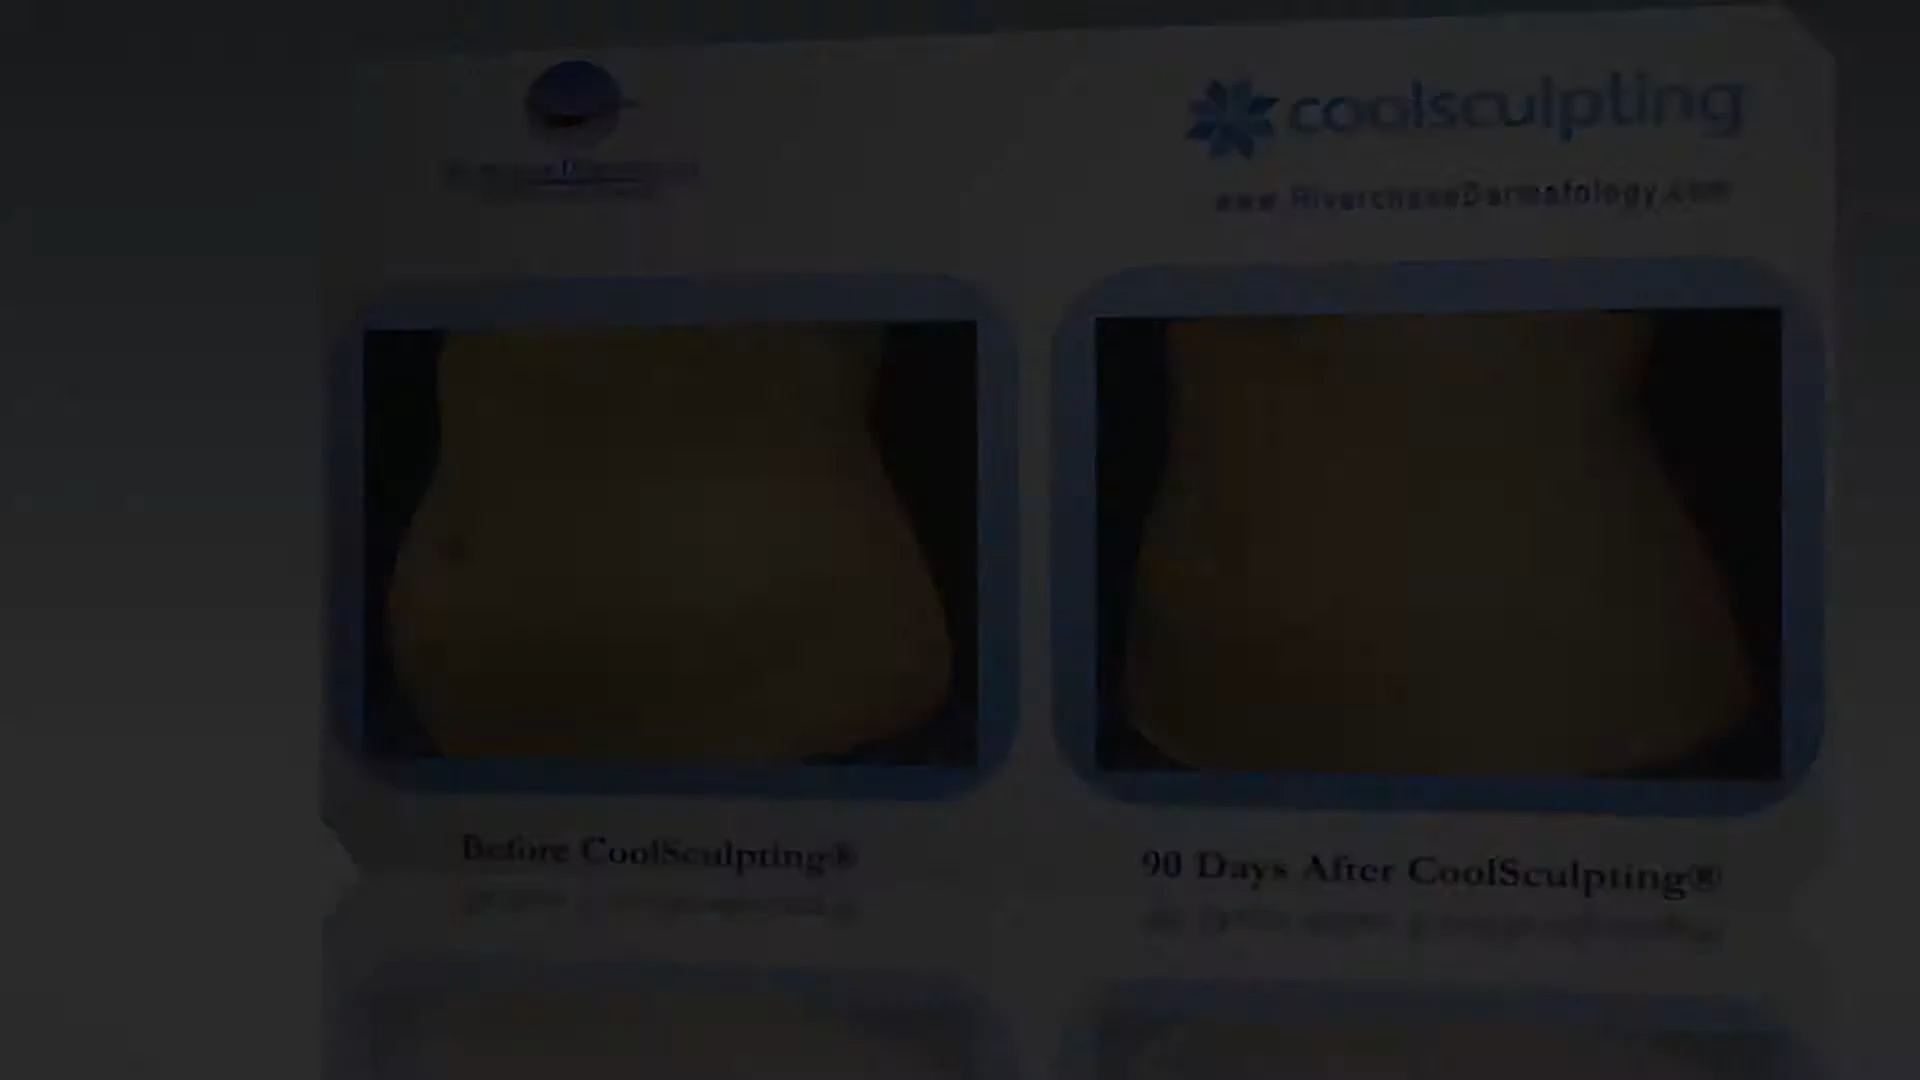 coolsculpting
www.RiverchaseDermatology.com
Before CoolSculpting®
90 Days After CoolSculpting®